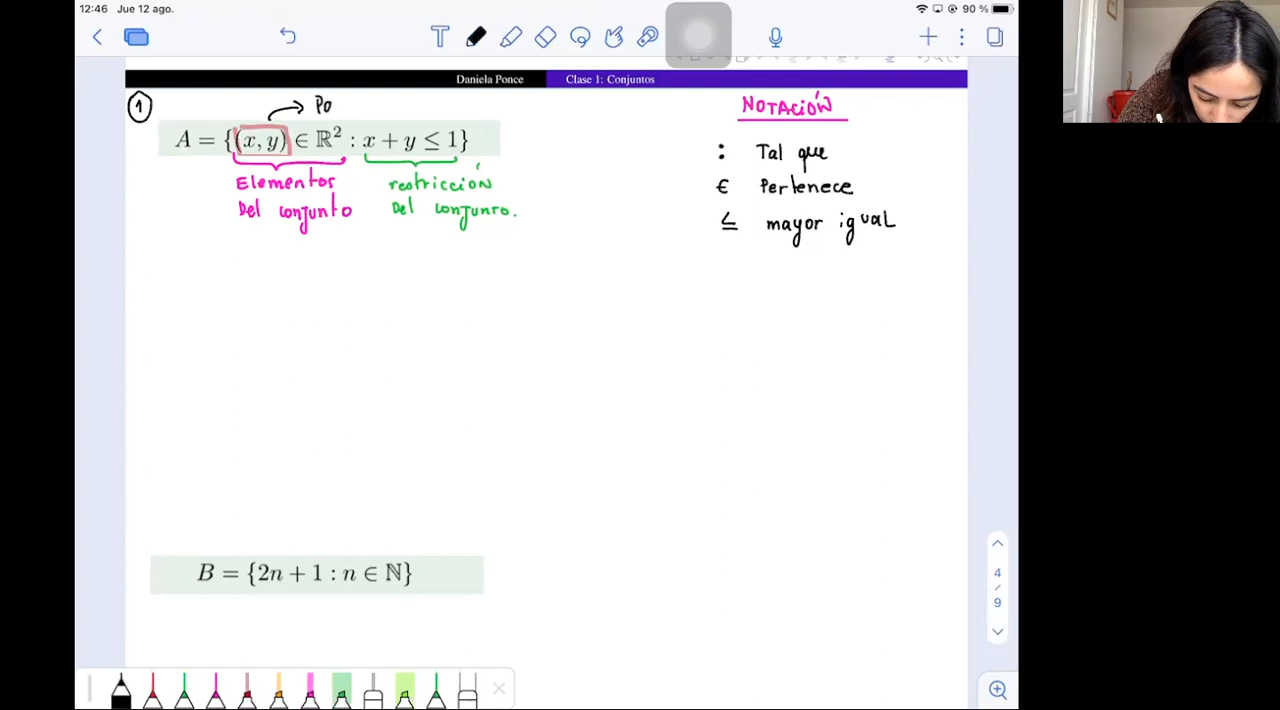 12:46 Jue 12 ago.
90 %
Daniela Ponce Clase 1: Conjuntos
1
Po
NOTACIÓN
A = {(x, y) ∈ ℝ² : x + y ≤ 1}
: Tal que
Elementos restricción
∈ Pertenece
Del conjunto Del conjunto.
≤ mayor igual
4
/
9
B = {2n + 1 : n ∈ ℕ}